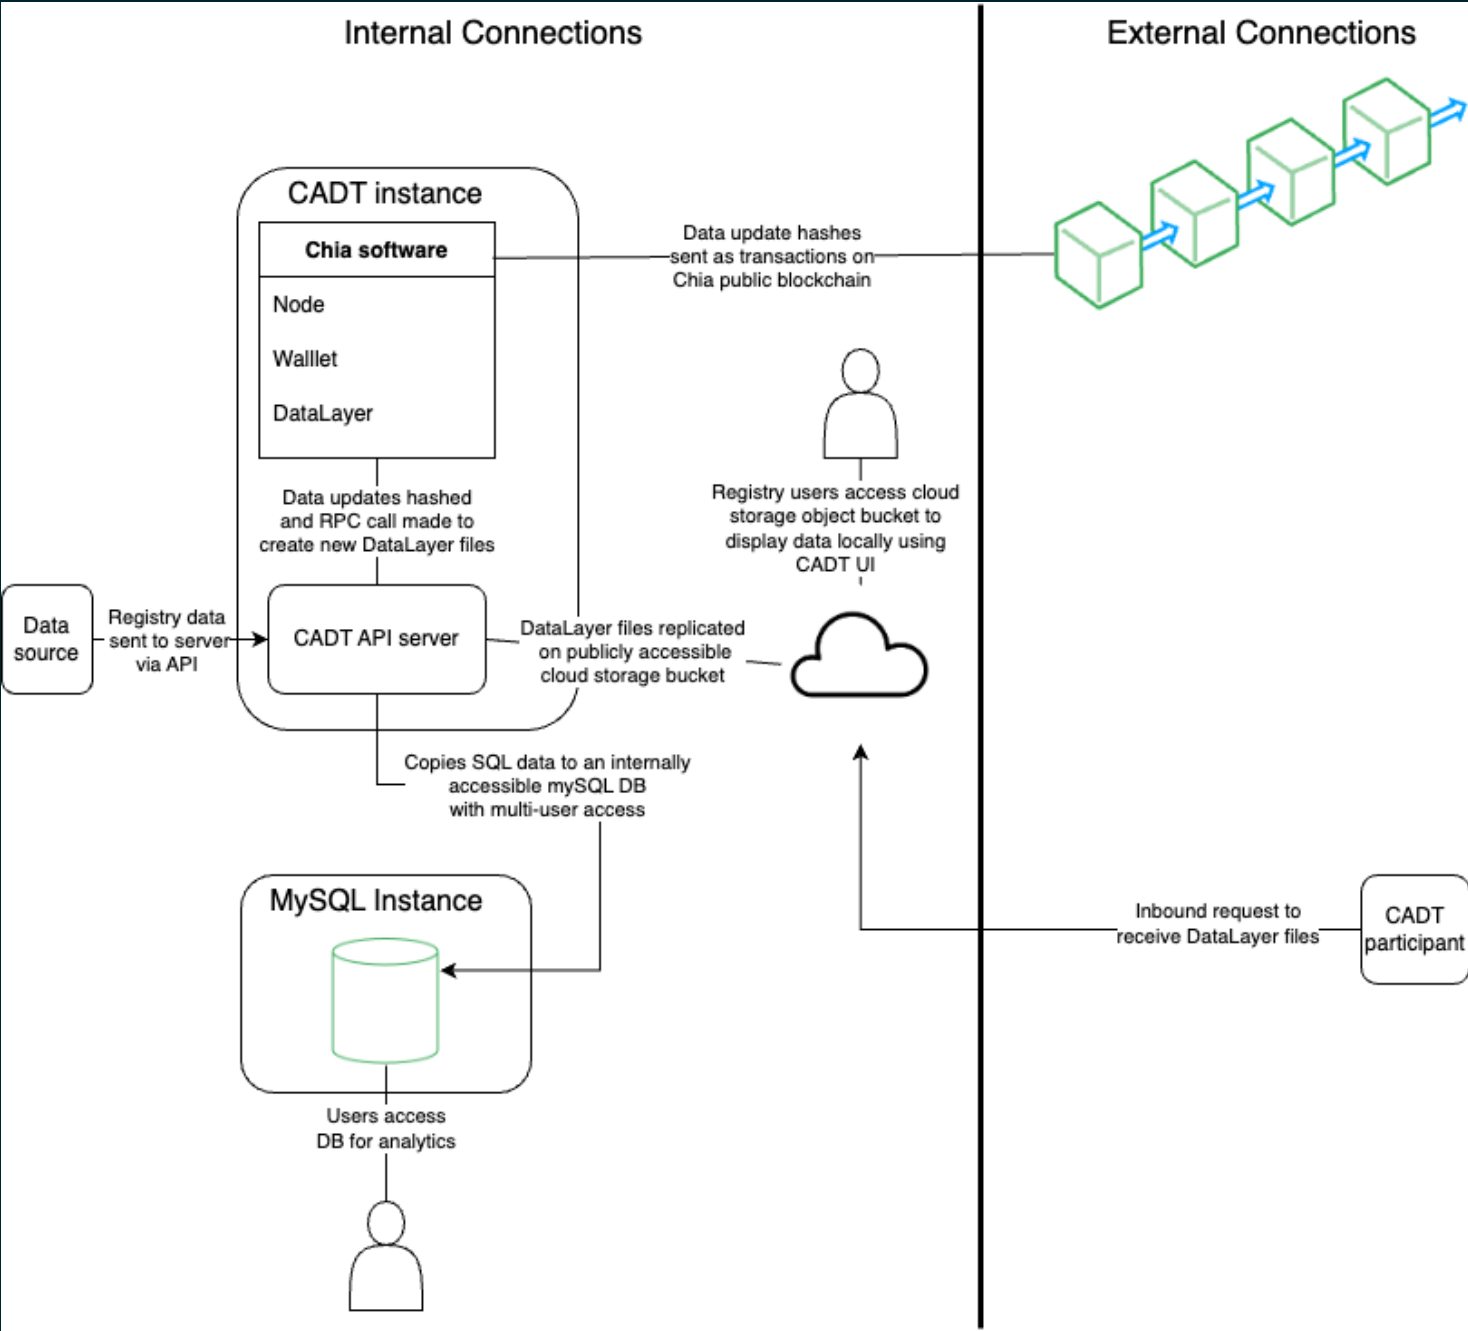 Internal Connections
External Connections
CADT instance
Chia software
Node
Walllet
DataLayer
Data update hashes
sent as transactions on
Chia public blockchain
Data updates hashed
and RPC call made to
create new DataLayer files
Registry users access cloud
storage object bucket to
display data locally using
CADT UI
Data
source
Registry data
sent to server
via API
CADT API server
DataLayer files replicated
on publicly accessible
cloud storage bucket
Copies SQL data to an internally
accessible mySQL DB
with multi-user access
MySQL Instance
Inbound request to
receive DataLayer files
CADT
participant
Users access
DB for analytics